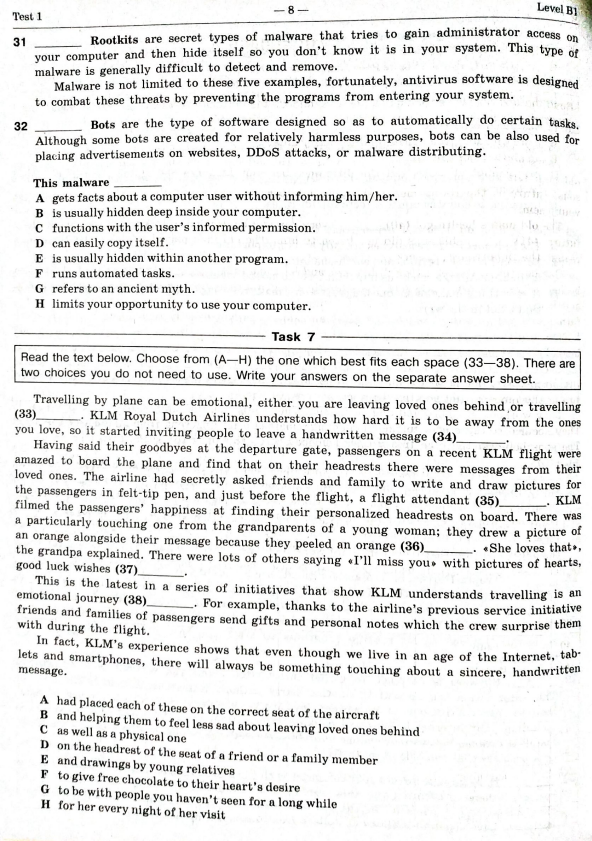 Test 1
— 8 —
Level B1
31 ________ Rootkits are secret types of malware that tries to gain administrator access on
your computer and then hide itself so you don't know it is in your system. This type of
malware is generally difficult to detect and remove.
Malware is not limited to these five examples, fortunately, antivirus software is designed
to combat these threats by preventing the programs from entering your system.
32 ________ Bots are the type of software designed so as to automatically do certain tasks.
Although some bots are created for relatively harmless purposes, bots can be also used for
placing advertisements on websites, DDoS attacks, or malware distributing.
This malware ________
A gets facts about a computer user without informing him/her.
B is usually hidden deep inside your computer.
C functions with the user's informed permission.
D can easily copy itself.
E is usually hidden within another program.
F runs automated tasks.
G refers to an ancient myth.
H limits your opportunity to use your computer.
Task 7
Read the text below. Choose from (A—H) the one which best fits each space (33—38). There are
two choices you do not need to use. Write your answers on the separate answer sheet.
Travelling by plane can be emotional, either you are leaving loved ones behind or travelling
(33)________. KLM Royal Dutch Airlines understands how hard it is to be away from the ones
you love, so it started inviting people to leave a handwritten message (34)________.
Having said their goodbyes at the departure gate, passengers on a recent KLM flight were
amazed to board the plane and find that on their headrests there were messages from their
loved ones. The airline had secretly asked friends and family to write and draw pictures for
the passengers in felt-tip pen, and just before the flight, a flight attendant (35)________. KLM
filmed the passengers' happiness at finding their personalized headrests on board. There was
a particularly touching one from the grandparents of a young woman; they drew a picture of
an orange alongside their message because they peeled an orange (36)________. «She loves that»,
the grandpa explained. There were lots of others saying «I'll miss you» with pictures of hearts,
good luck wishes (37)________.
This is the latest in a series of initiatives that show KLM understands travelling is an
emotional journey (38)________. For example, thanks to the airline's previous service initiative
friends and families of passengers send gifts and personal notes which the crew surprise them
with during the flight.
In fact, KLM's experience shows that even though we live in an age of the Internet, tab-
lets and smartphones, there will always be something touching about a sincere, handwritten
message.
A had placed each of these on the correct seat of the aircraft
B and helping them to feel less sad about leaving loved ones behind
C as well as a physical one
D on the headrest of the seat of a friend or a family member
E and drawings by young relatives
F to give free chocolate to their heart's desire
G to be with people you haven't seen for a long while
H for her every night of her visit